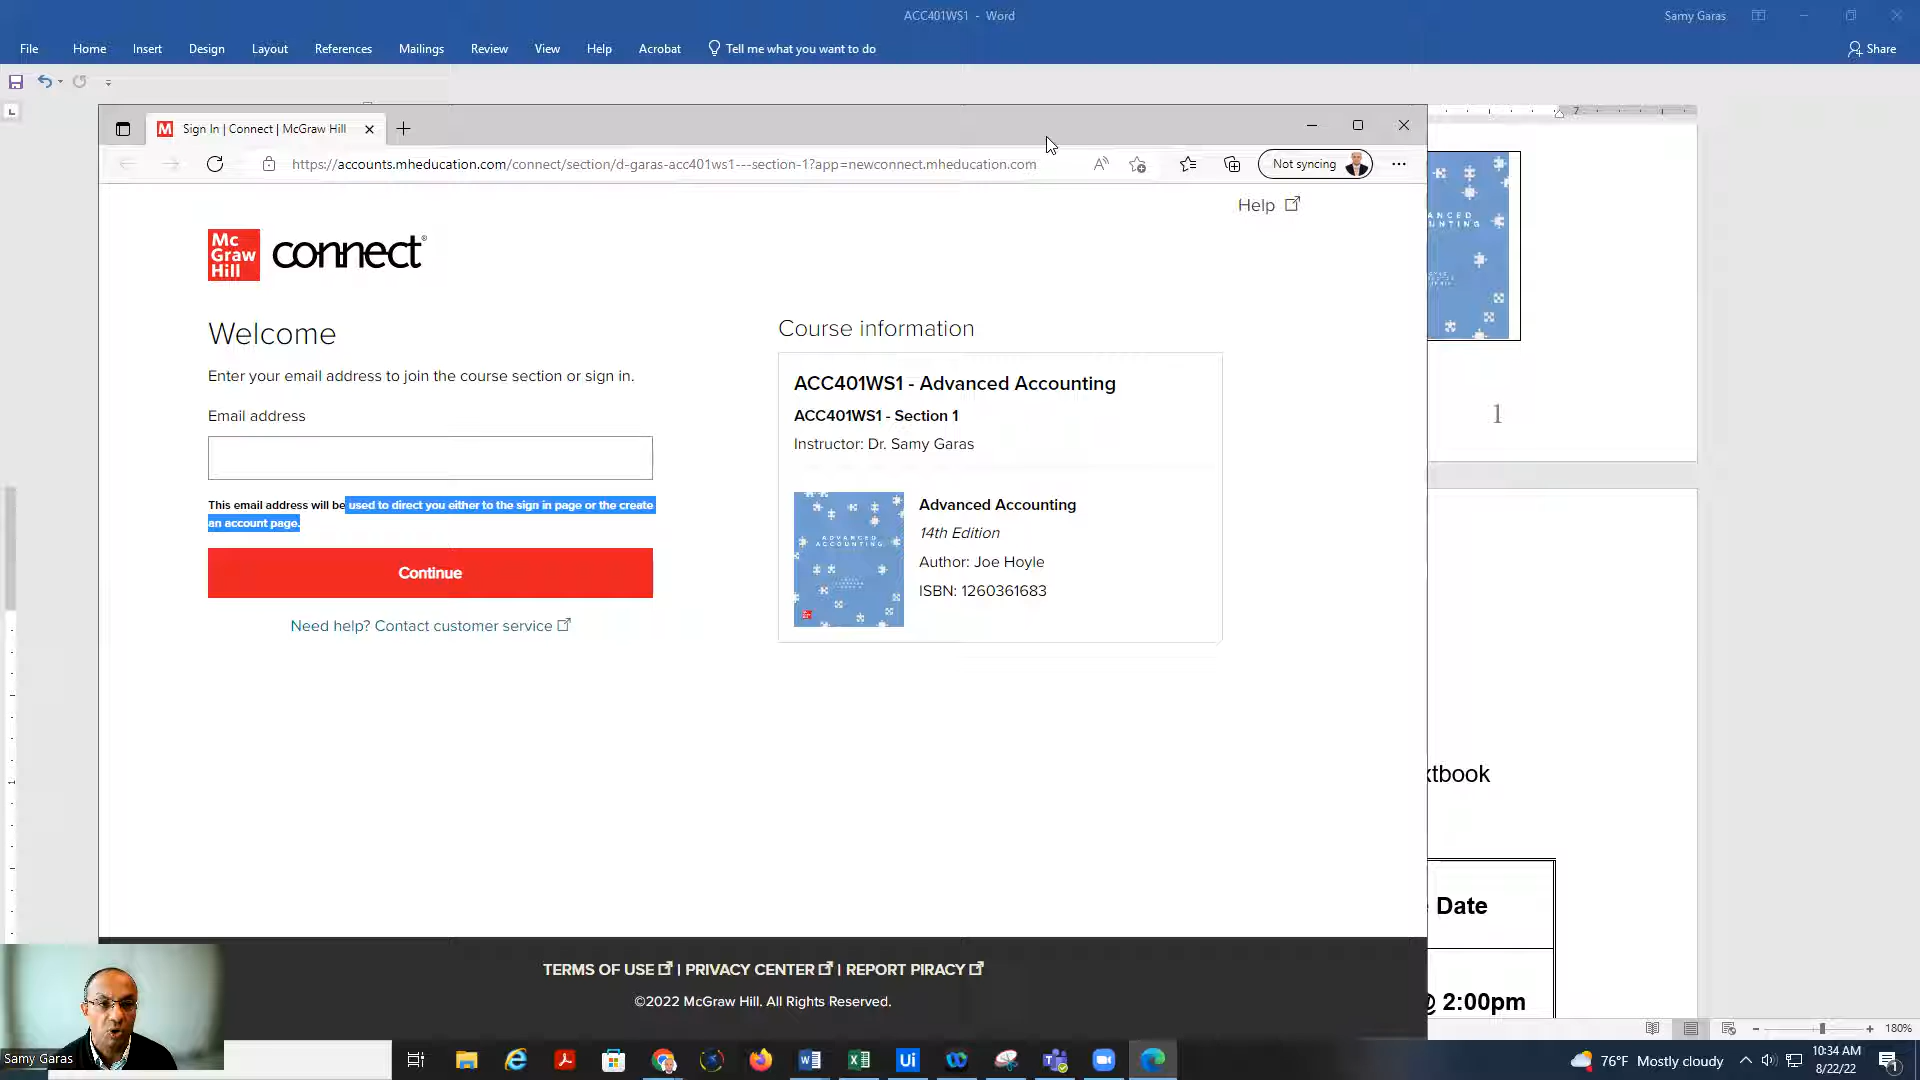 ACC401WS1 - Word
Samy Garas
File Home Insert Design Layout References Mailings Review View Help Acrobat Tell me what you want to do Share
Sign In | Connect | McGraw Hill
https://accounts.mheducation.com/connect/section/d-garas-acc401ws1---section-1?app=newconnect.mheducation.com
Not syncing
7
Help
Mc
Graw
Hill
connect
Welcome
Enter your email address to join the course section or sign in.
Email address
This email address will be used to direct you either to the sign in page or the create
an account page.
Continue
Need help? Contact customer service
Course information
ACC401WS1 - Advanced Accounting
ACC401WS1 - Section 1
Instructor: Dr. Samy Garas
ADVANCED
ACCOUNTING
Advanced Accounting
14th Edition
Author: Joe Hoyle
ISBN: 1260361683
ANCED
NTING
1
xtbook
Date
@ 2:00pm
TERMS OF USE | PRIVACY CENTER | REPORT PIRACY
©2022 McGraw Hill. All Rights Reserved.
180%
Samy Garas
76°F Mostly cloudy
10:34 AM
8/22/22